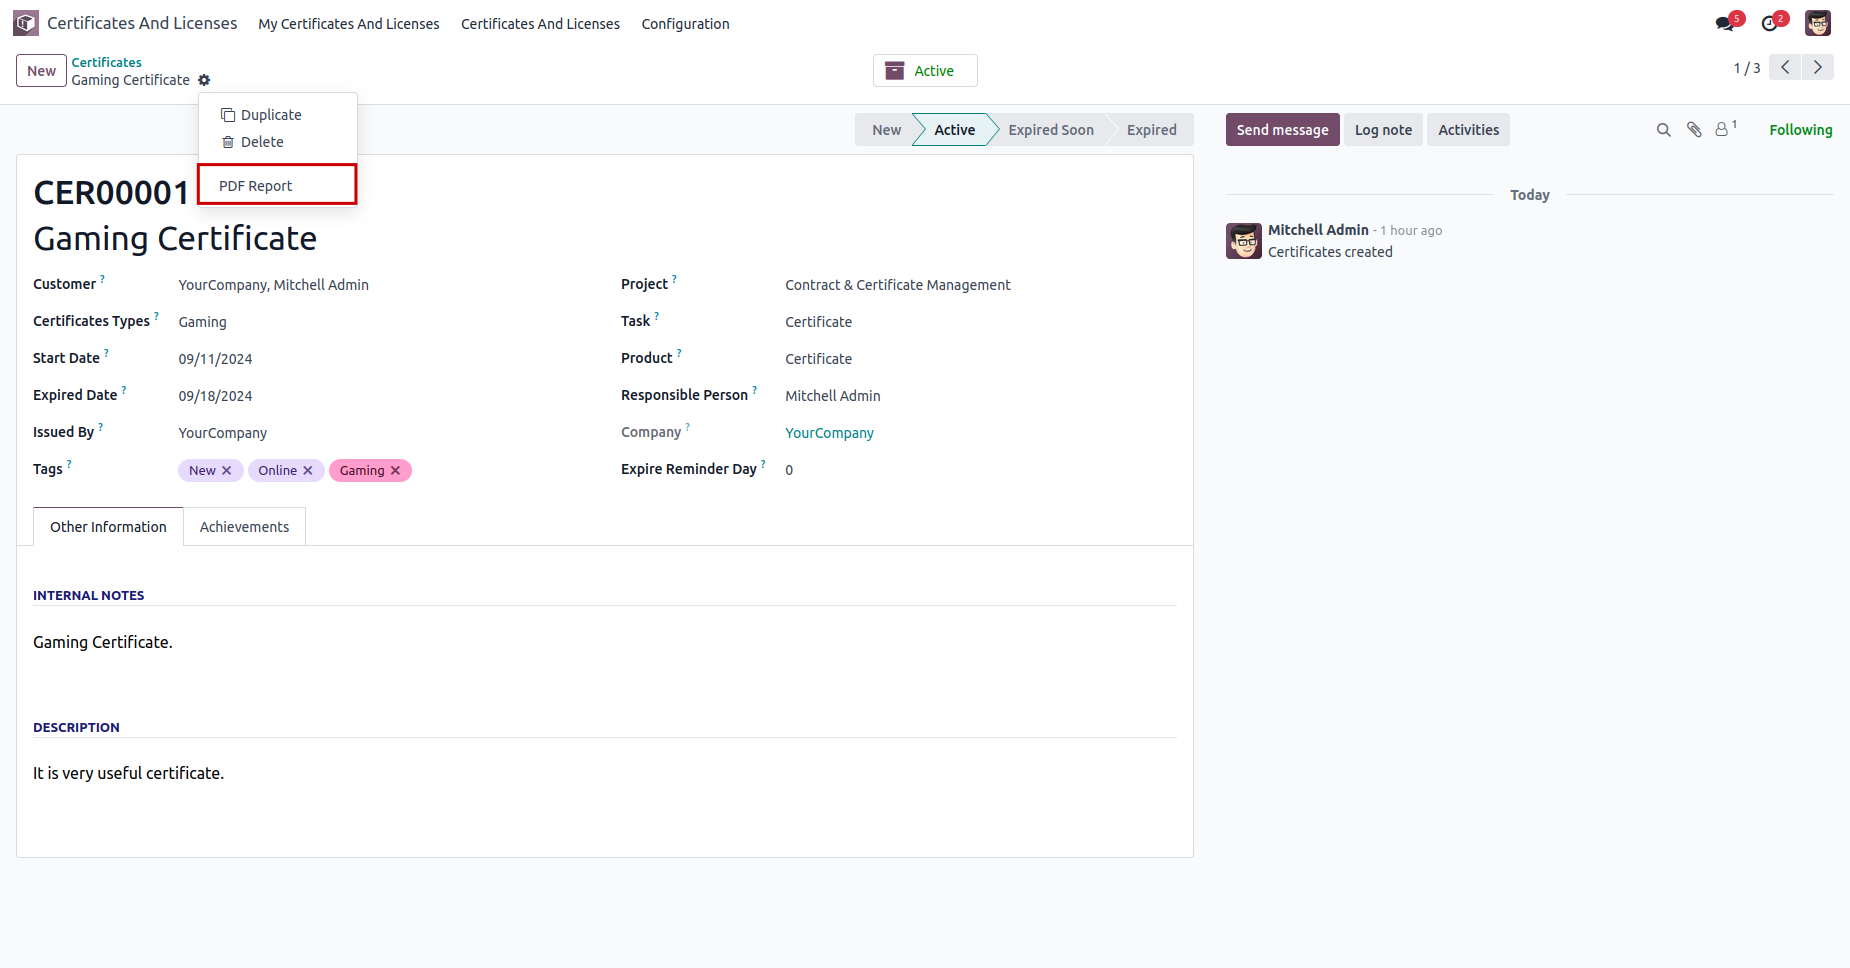 Certificates And Licenses My Certificates And Licenses Certificates And Licenses Configuration 5 2
New Certificates
Gaming Certificate
Active
1 / 3
Duplicate
Delete
PDF Report
New Active Expired Soon Expired
Send message Log note Activities 1 Following
CER00001
Gaming Certificate
Customer ? YourCompany, Mitchell Admin
Certificates Types ? Gaming
Start Date ? 09/11/2024
Expired Date ? 09/18/2024
Issued By ? YourCompany
Tags ? New Online Gaming
Project ? Contract & Certificate Management
Task ? Certificate
Product ? Certificate
Responsible Person ? Mitchell Admin
Company ? YourCompany
Expire Reminder Day ? 0
Other Information Achievements
INTERNAL NOTES
Gaming Certificate.
DESCRIPTION
It is very useful certificate.
Today
Mitchell Admin - 1 hour ago
Certificates created